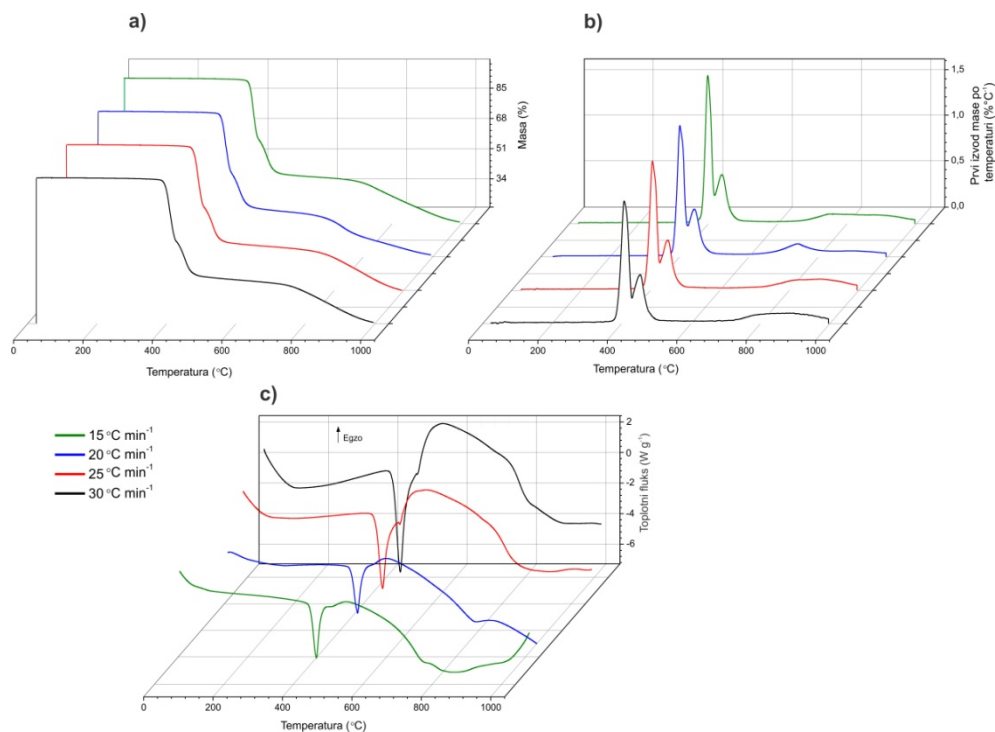 a)
85
68
51
34
Masa (%)
0
200
400
600
800
1000
Temperatura (°C)
b)
1,5
1,0
0,5
0,0
Prvi izvod mase po
temperaturi (%°C⁻¹)
0
200
400
600
800
1000
Temperatura (°C)
c)
15 °C min⁻¹
20 °C min⁻¹
25 °C min⁻¹
30 °C min⁻¹
Egzo
2
0
-2
-4
-6
Toplotni fluks (W g⁻¹)
0
200
400
600
800
1000
Temperatura (°C)